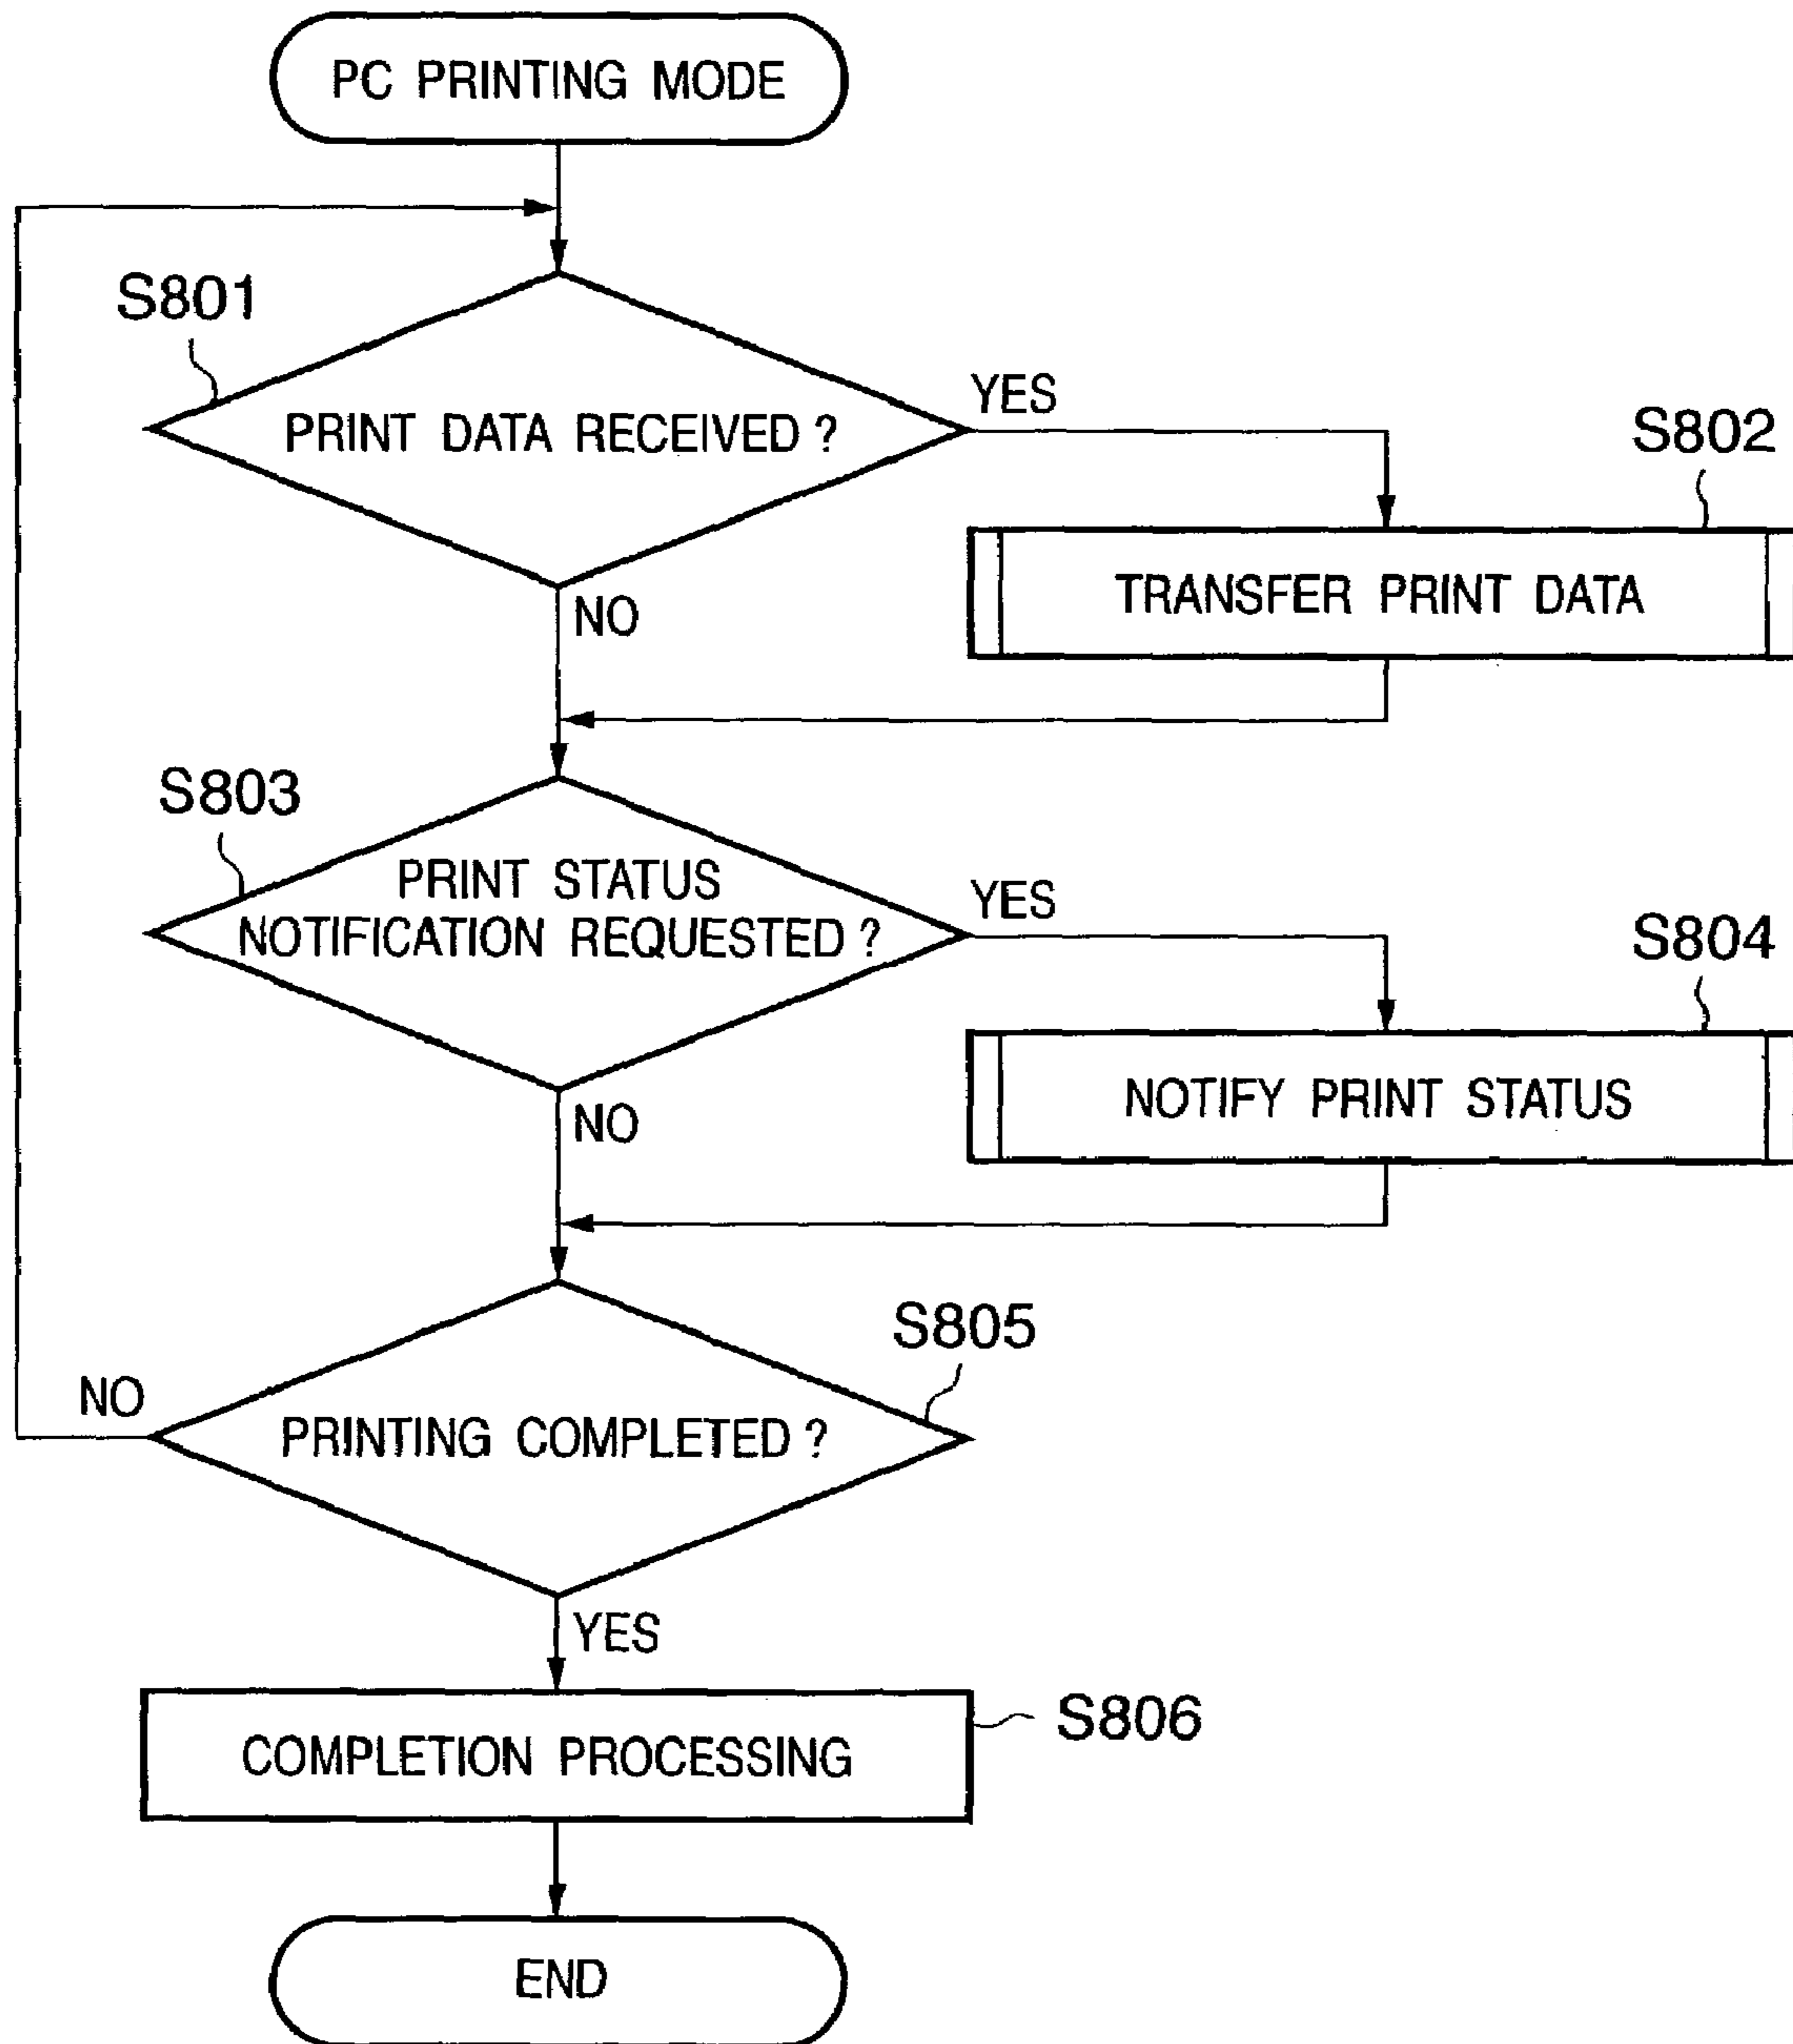 PC PRINTING MODE
S801
PRINT DATA RECEIVED ?
YES
S802
TRANSFER PRINT DATA
NO
S803
PRINT STATUS
NOTIFICATION REQUESTED ?
YES
S804
NOTIFY PRINT STATUS
NO
S805
NO
PRINTING COMPLETED ?
YES
COMPLETION PROCESSING
S806
END